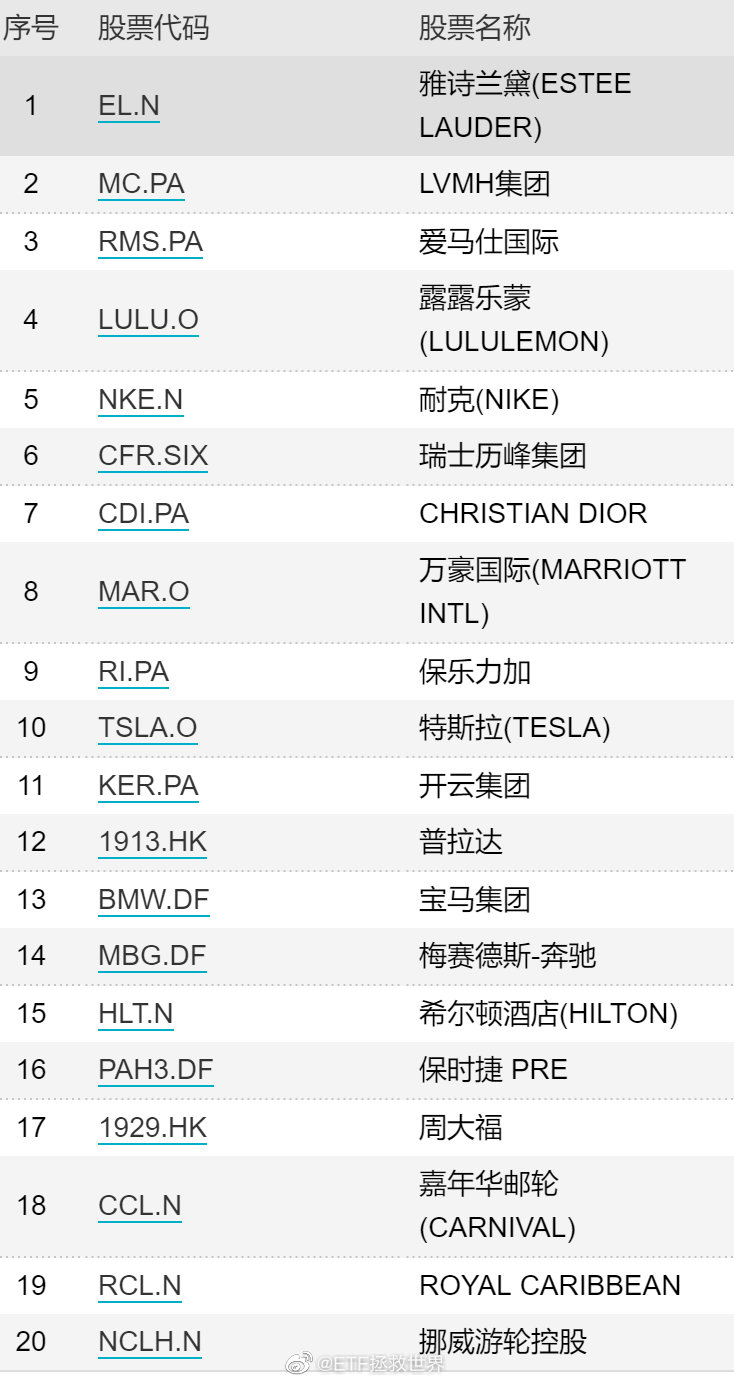 序号 股票代码 股票名称
1 EL.N 雅诗兰黛(ESTEE
LAUDER)
2 MC.PA LVMH集团
3 RMS.PA 爱马仕国际
4 LULU.O 露露乐蒙
(LULULEMON)
5 NKE.N 耐克(NIKE)
6 CFR.SIX 瑞士历峰集团
7 CDI.PA CHRISTIAN DIOR
8 MAR.O 万豪国际(MARRIOTT
INTL)
9 RI.PA 保乐力加
10 TSLA.O 特斯拉(TESLA)
11 KER.PA 开云集团
12 1913.HK 普拉达
13 BMW.DF 宝马集团
14 MBG.DF 梅赛德斯-奔驰
15 HLT.N 希尔顿酒店(HILTON)
16 PAH3.DF 保时捷 PRE
17 1929.HK 周大福
18 CCL.N 嘉年华邮轮
(CARNIVAL)
19 RCL.N ROYAL CARIBBEAN
20 NCLH.N 挪威游轮控股
@ETF拯救世界